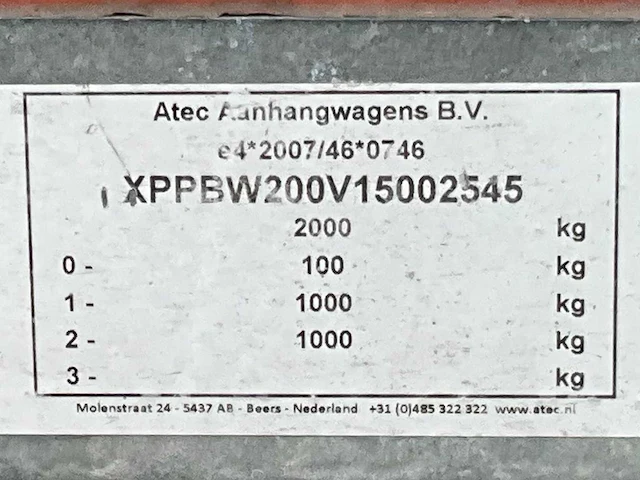 Atec Aanhangwagens B.V.
e4*2007/46*0746
XPPBW200V15002545
2000 kg
0 - 100 kg
1 - 1000 kg
2 - 1000 kg
3 - kg
Molenstraat 24 - 5437 AB - Beers - Nederland +31 (0)485 322 322 www.atec.nl